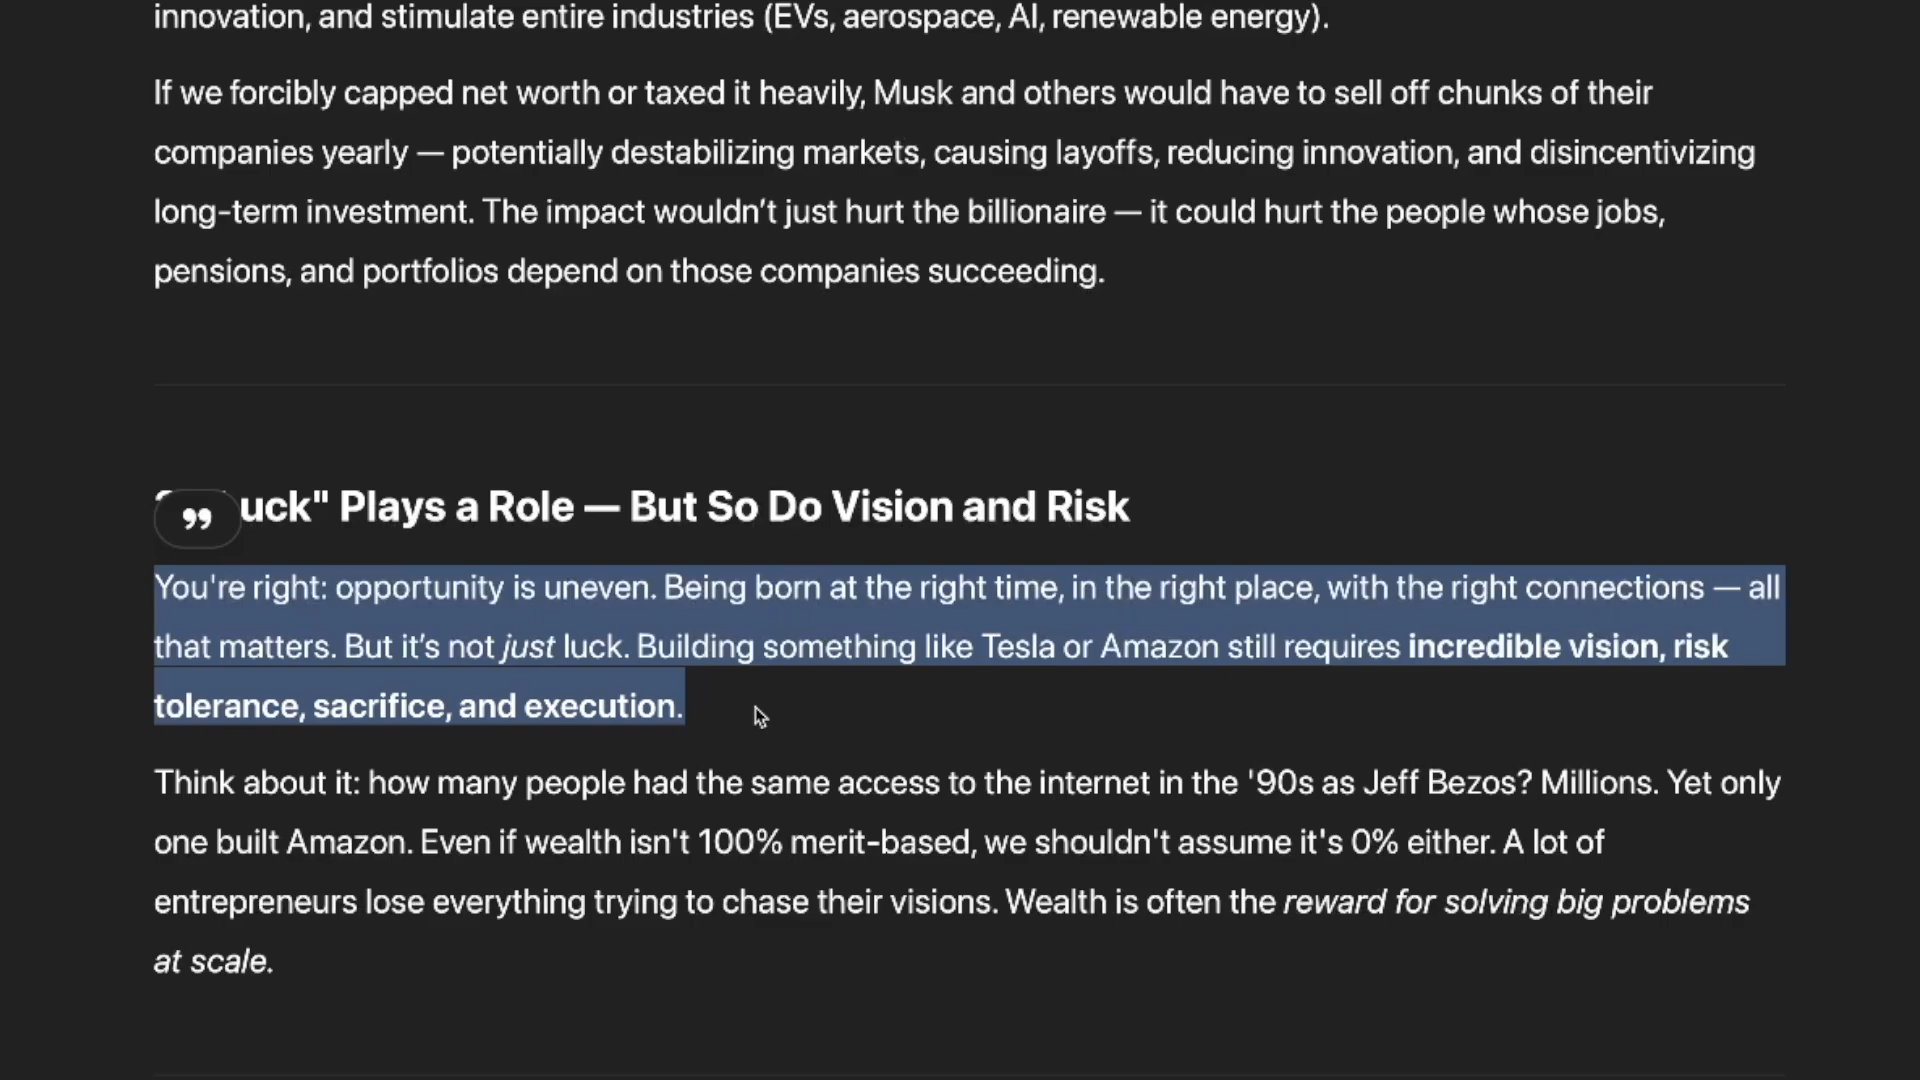 innovation, and stimulate entire industries (EVs, aerospace, AI, renewable energy).
If we forcibly capped net worth or taxed it heavily, Musk and others would have to sell off chunks of their
companies yearly — potentially destabilizing markets, causing layoffs, reducing innovation, and disincentivizing
long-term investment. The impact wouldn’t just hurt the billionaire — it could hurt the people whose jobs,
pensions, and portfolios depend on those companies succeeding.
uck" Plays a Role — But So Do Vision and Risk
You're right: opportunity is uneven. Being born at the right time, in the right place, with the right connections — all
that matters. But it’s not just luck. Building something like Tesla or Amazon still requires incredible vision, risk
tolerance, sacrifice, and execution.
Think about it: how many people had the same access to the internet in the '90s as Jeff Bezos? Millions. Yet only
one built Amazon. Even if wealth isn't 100% merit-based, we shouldn't assume it's 0% either. A lot of
entrepreneurs lose everything trying to chase their visions. Wealth is often the reward for solving big problems
at scale.